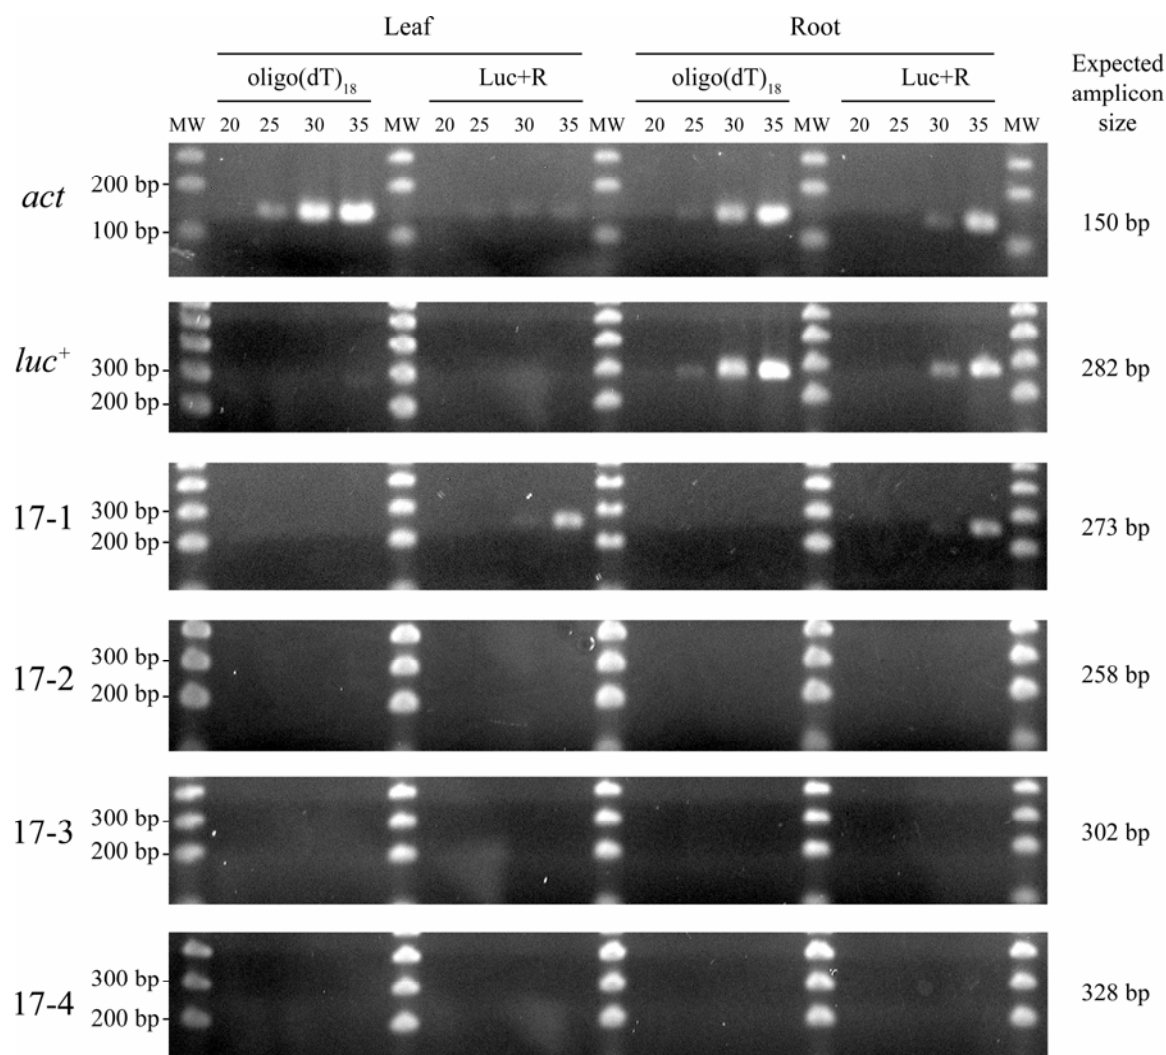 Leaf Root
oligo(dT)18 Luc+R oligo(dT)18 Luc+R Expected amplicon size
MW 20 25 30 35 MW 20 25 30 35 MW 20 25 30 35 MW 20 25 30 35 MW
act 200 bp 100 bp 150 bp
luc+ 300 bp 200 bp 282 bp
17-1 300 bp 200 bp 273 bp
17-2 300 bp 200 bp 258 bp
17-3 300 bp 200 bp 302 bp
17-4 300 bp 200 bp 328 bp